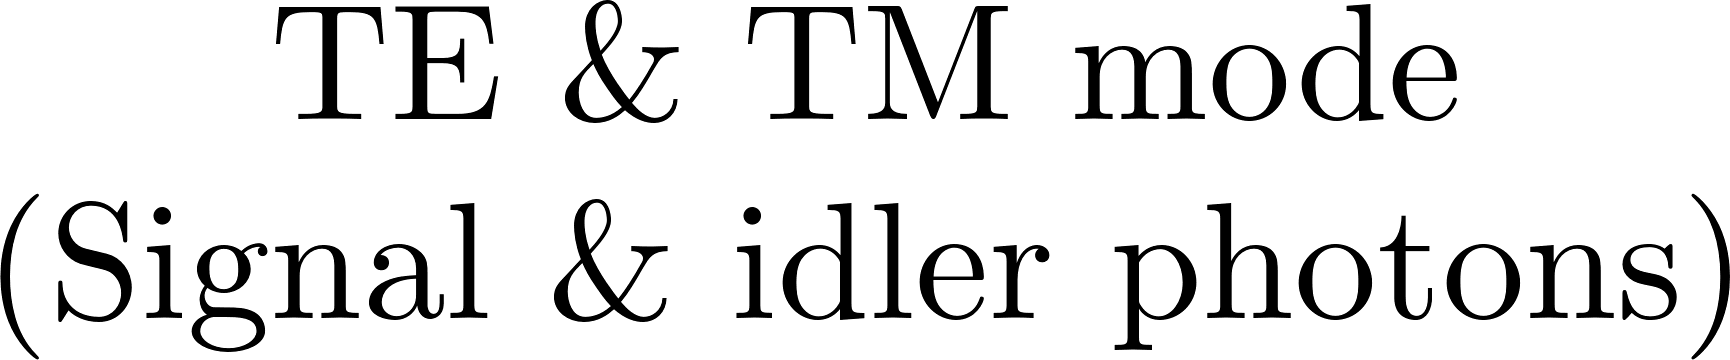 TE & TM mode
(Signal & idler photons)